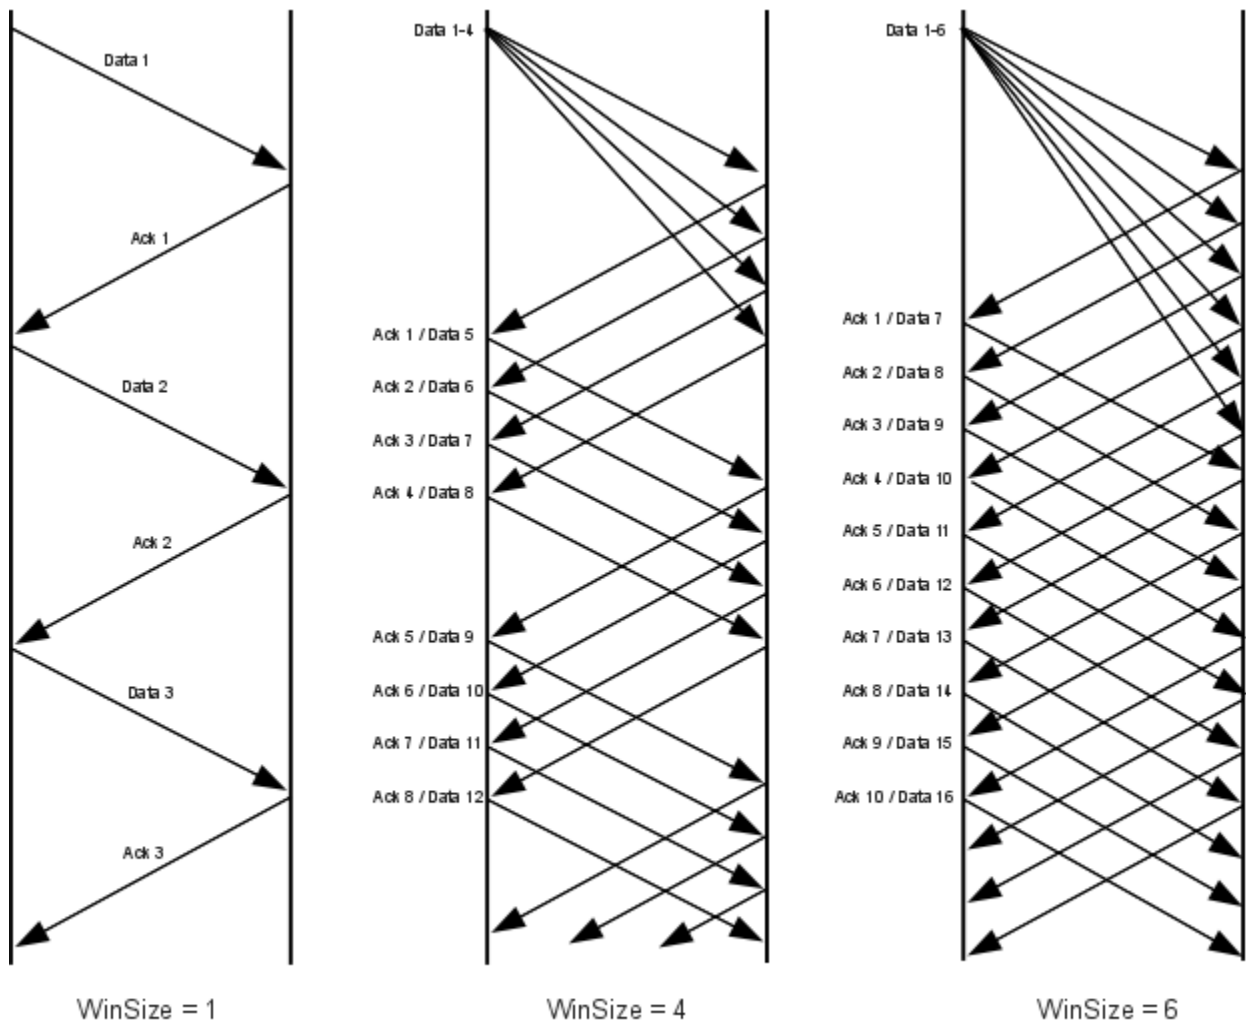 Data 1
Ack 1
Data 2
Ack 2
Data 3
Ack 3
WinSize = 1
Data 1-4
Ack 1 / Data 5
Ack 2 / Data 6
Ack 3 / Data 7
Ack 4 / Data 8
Ack 5 / Data 9
Ack 6 / Data 10
Ack 7 / Data 11
Ack 8 / Data 12
WinSize = 4
Data 1-6
Ack 1 / Data 7
Ack 2 / Data 8
Ack 3 / Data 9
Ack 4 / Data 10
Ack 5 / Data 11
Ack 6 / Data 12
Ack 7 / Data 13
Ack 8 / Data 14
Ack 9 / Data 15
Ack 10 / Data 16
WinSize = 6